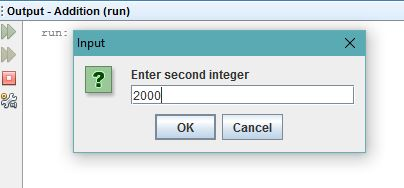 Output - Addition (run)
run:
Input
?
Enter second integer
2000
OK
Cancel